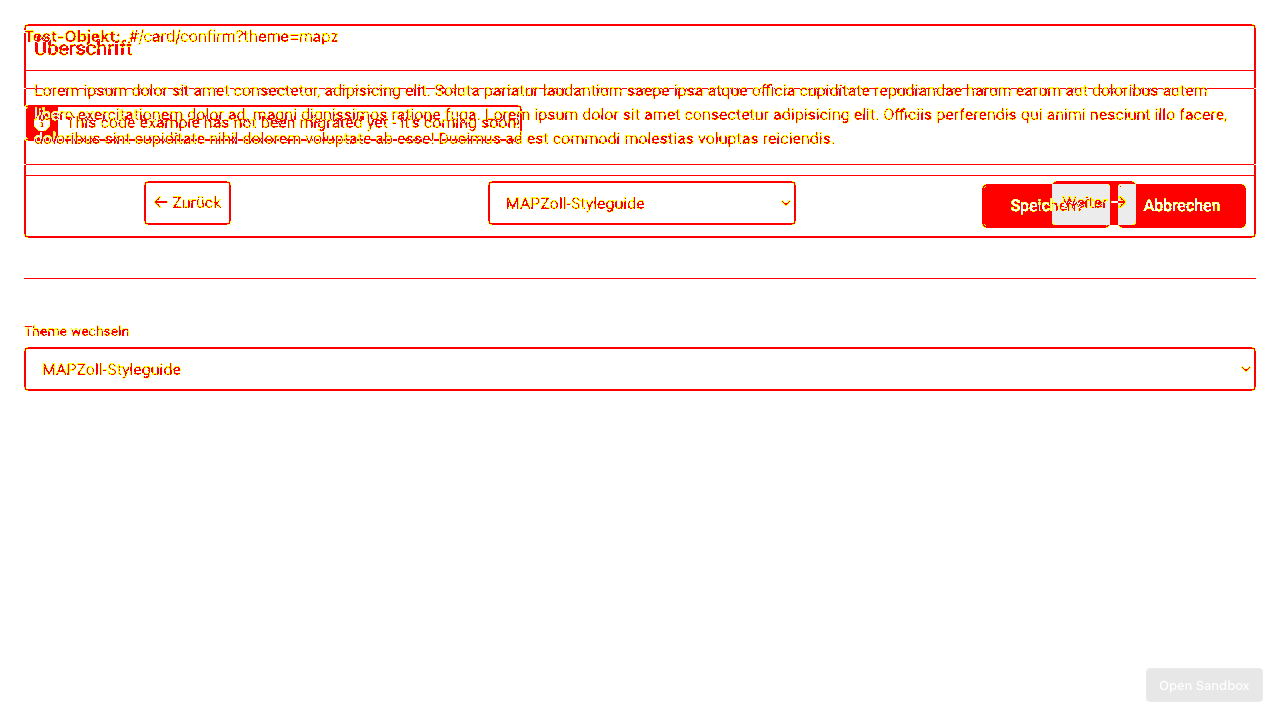 Test-Objekt: #/card/confirm?theme=mapz
Überschrift
Lorem ipsum dolor sit amet consectetur, adipisicing elit. Soluta pariatur laudantium saepe ipsa atque officia cupiditate repudiandae harum earum aut doloribus autem
libero exercitationem dolor ad, magni dignissimos ratione fuga. Lorem ipsum dolor sit amet consectetur adipisicing elit. Officiis perferendis qui animi nesciunt illo facere,
This code example has not been migrated yet - it's coming soon!
doloribus sint cupiditate nihil dolorem voluptate ab esse! Ducimus ad est commodi molestias voluptas reiciendis.
← Zurück
MAPZoll-Styleguide
Speichern?
Weiter →
Abbrechen
Theme wechseln
MAPZoll-Styleguide
Open Sandbox